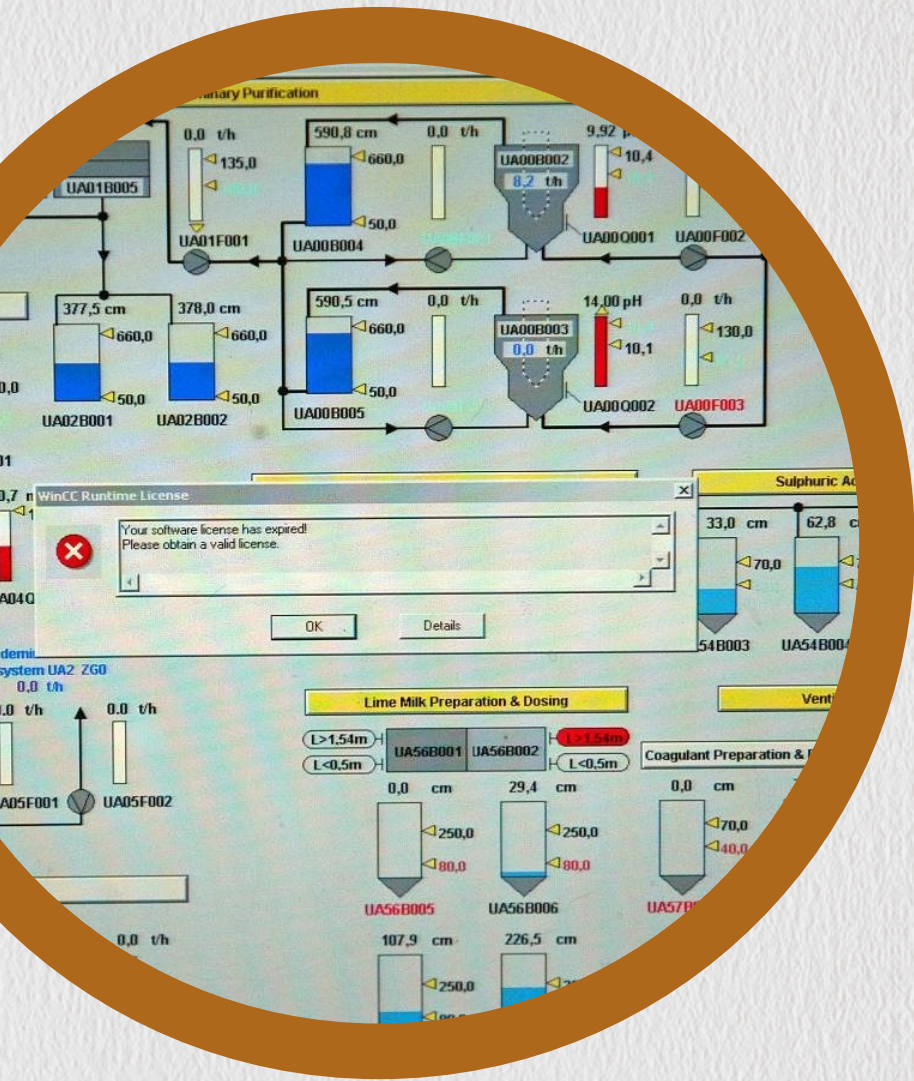 Purification
0,0 t/h
590,8 cm
0,0 t/h
9,92
135,0
660,0
UA00B002
10,4
UA01B005
8,2 t/h
50,0
UA01F001
UA00B004
UA00Q001
UA00F002
377,5 cm
378,0 cm
590,5 cm
0,0 t/h
14,00 pH
0,0 t/h
660,0
660,0
660,0
UA00B003
130,0
0,0 t/h
10,1
50,0
50,0
50,0
UA02B001
UA02B002
UA00B005
UA00Q002
UA00F003
WinCC Runtime License
Your software license has expired!
Please obtain a valid license.
OK
Details
Sulphuric
33,0 cm
62,8
70,0
54B003
UA54B004
system UA2 ZG0
0,0 t/h
0.0 t/h
Lime Milk Preparation & Dosing
L>1,54m
L>1,54m
UA56B001
UA56B002
L<0,5m
L<0,5m
Coagulant Preparation &
0,0 cm
29,4 cm
0,0 cm
UA05F002
250,0
250,0
70,0
80,0
80,0
40,0
UA56B005
UA56B006
0,0 t/h
107,9 cm
226,5 cm
250,0